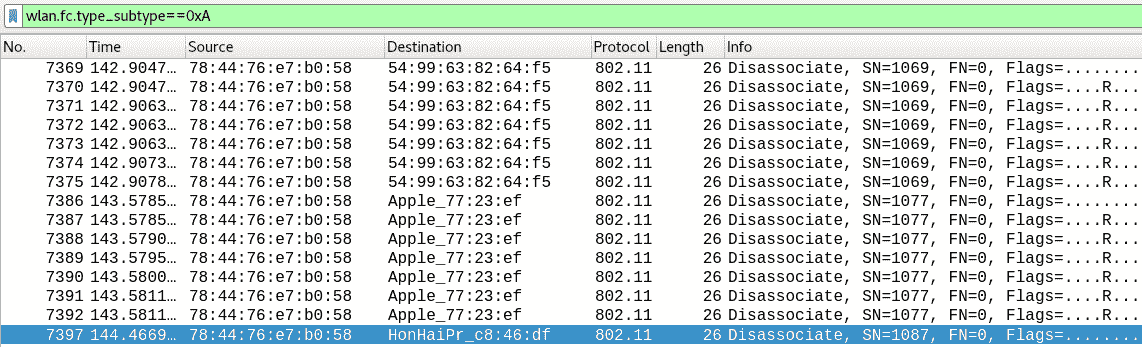 wlan.fc.type_subtype==0xA
No. Time Source Destination Protocol Length Info
7369 142.9047… 78:44:76:e7:b0:58 54:99:63:82:64:f5 802.11 26 Disassociate, SN=1069, FN=0, Flags=........
7370 142.9047… 78:44:76:e7:b0:58 54:99:63:82:64:f5 802.11 26 Disassociate, SN=1069, FN=0, Flags=....R...
7371 142.9063… 78:44:76:e7:b0:58 54:99:63:82:64:f5 802.11 26 Disassociate, SN=1069, FN=0, Flags=....R...
7372 142.9063… 78:44:76:e7:b0:58 54:99:63:82:64:f5 802.11 26 Disassociate, SN=1069, FN=0, Flags=....R...
7373 142.9063… 78:44:76:e7:b0:58 54:99:63:82:64:f5 802.11 26 Disassociate, SN=1069, FN=0, Flags=....R...
7374 142.9073… 78:44:76:e7:b0:58 54:99:63:82:64:f5 802.11 26 Disassociate, SN=1069, FN=0, Flags=....R...
7375 142.9078… 78:44:76:e7:b0:58 54:99:63:82:64:f5 802.11 26 Disassociate, SN=1069, FN=0, Flags=....R...
7386 143.5785… 78:44:76:e7:b0:58 Apple_77:23:ef 802.11 26 Disassociate, SN=1077, FN=0, Flags=........
7387 143.5785… 78:44:76:e7:b0:58 Apple_77:23:ef 802.11 26 Disassociate, SN=1077, FN=0, Flags=....R...
7388 143.5790… 78:44:76:e7:b0:58 Apple_77:23:ef 802.11 26 Disassociate, SN=1077, FN=0, Flags=....R...
7389 143.5795… 78:44:76:e7:b0:58 Apple_77:23:ef 802.11 26 Disassociate, SN=1077, FN=0, Flags=....R...
7390 143.5800… 78:44:76:e7:b0:58 Apple_77:23:ef 802.11 26 Disassociate, SN=1077, FN=0, Flags=....R...
7391 143.5811… 78:44:76:e7:b0:58 Apple_77:23:ef 802.11 26 Disassociate, SN=1077, FN=0, Flags=....R...
7392 143.5811… 78:44:76:e7:b0:58 Apple_77:23:ef 802.11 26 Disassociate, SN=1077, FN=0, Flags=....R...
7397 144.4669… 78:44:76:e7:b0:58 HonHaiPr_c8:46:df 802.11 26 Disassociate, SN=1087, FN=0, Flags=........